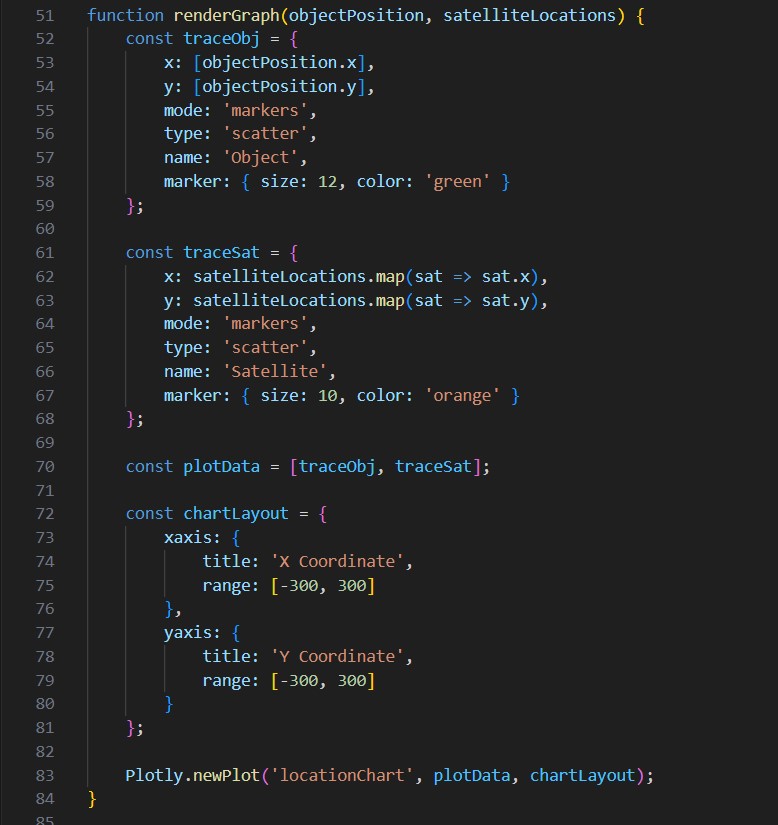 51 function renderGraph(objectPosition, satelliteLocations) {
52     const traceObj = {
53         x: [objectPosition.x],
54         y: [objectPosition.y],
55         mode: 'markers',
56         type: 'scatter',
57         name: 'Object',
58         marker: { size: 12, color: 'green' }
59     };
60
61     const traceSat = {
62         x: satelliteLocations.map(sat => sat.x),
63         y: satelliteLocations.map(sat => sat.y),
64         mode: 'markers',
65         type: 'scatter',
66         name: 'Satellite',
67         marker: { size: 10, color: 'orange' }
68     };
69
70     const plotData = [traceObj, traceSat];
71
72     const chartLayout = {
73         xaxis: {
74             title: 'X Coordinate',
75             range: [-300, 300]
76         },
77         yaxis: {
78             title: 'Y Coordinate',
79             range: [-300, 300]
80         }
81     };
82
83     Plotly.newPlot('locationChart', plotData, chartLayout);
84 }
85